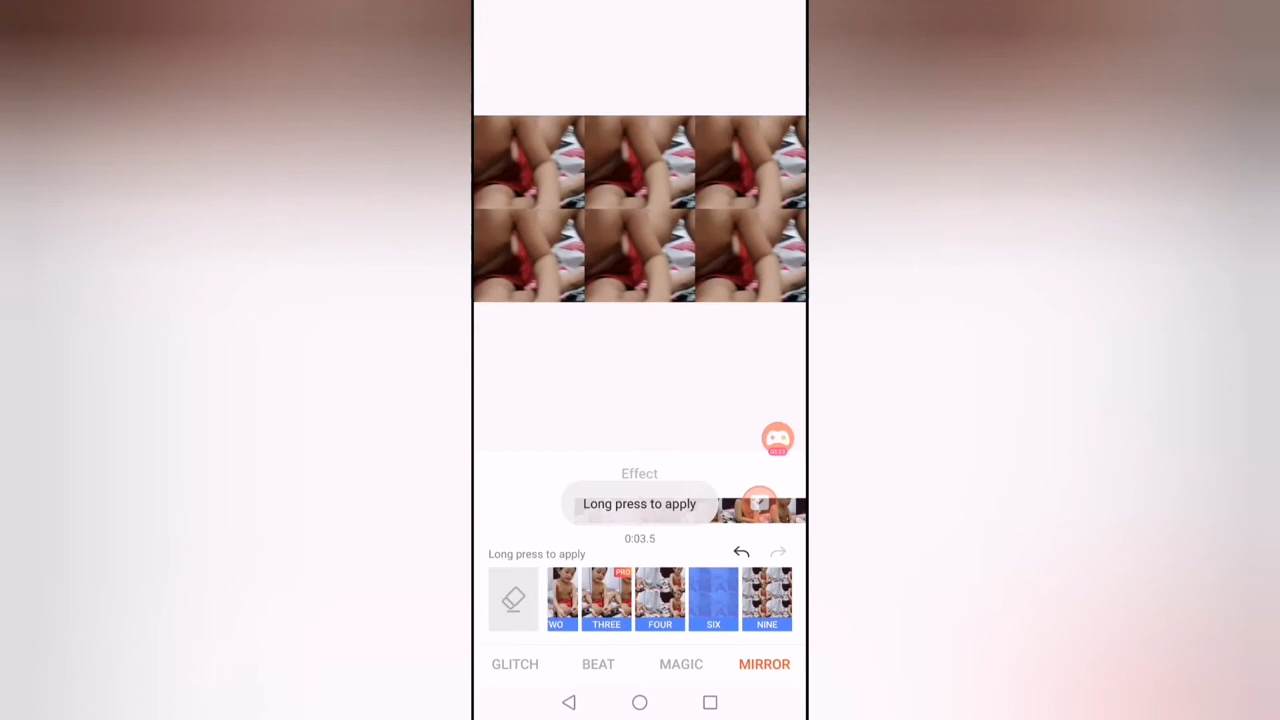 Effect
Long press to apply
0:03.5
Long press to apply
PRO
WO
THREE
FOUR
SIX
NINE
GLITCH
BEAT
MAGIC
MIRROR